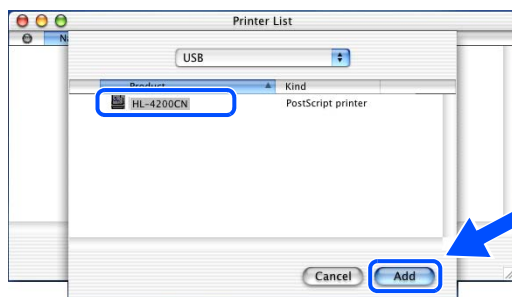 Printer List
N
USB
Product Kind
HL-4200CN PostScript printer
Cancel Add